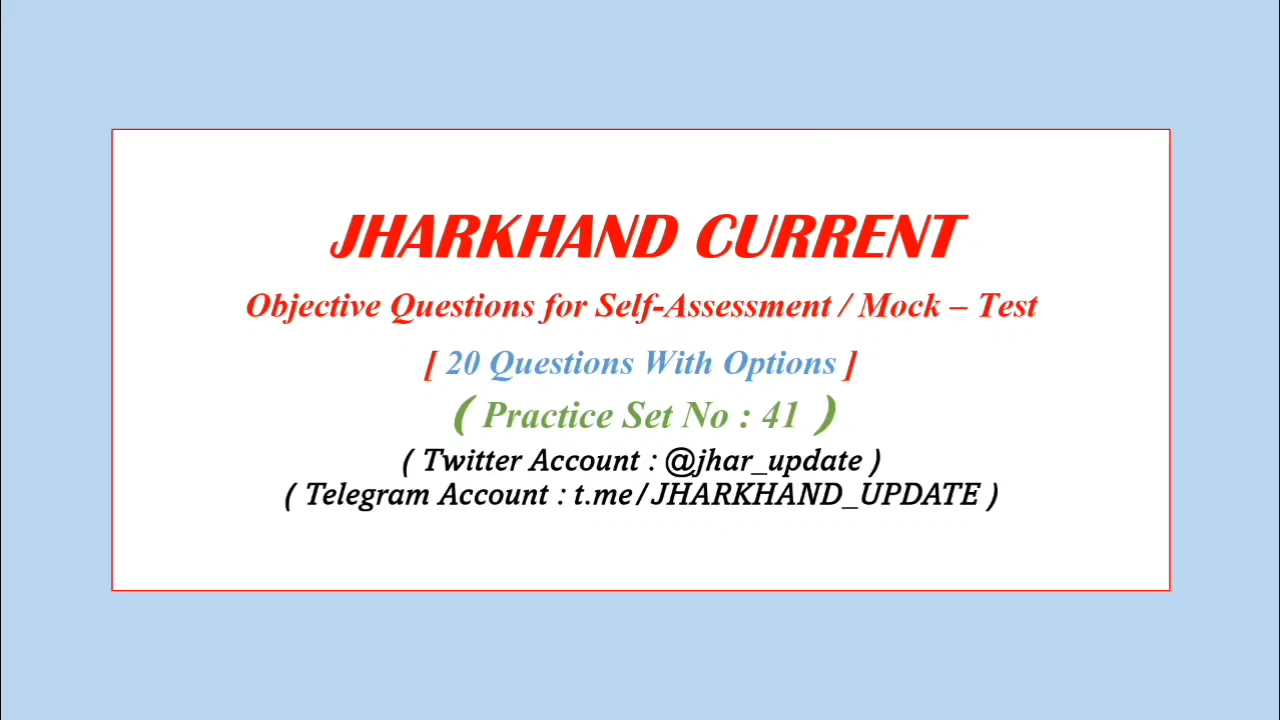 JHARKHAND CURRENT
Objective Questions for Self-Assessment / Mock – Test
[ 20 Questions With Options ]
( Practice Set No : 41 )
( Twitter Account : @jhar_update )
( Telegram Account : t.me/JHARKHAND_UPDATE )